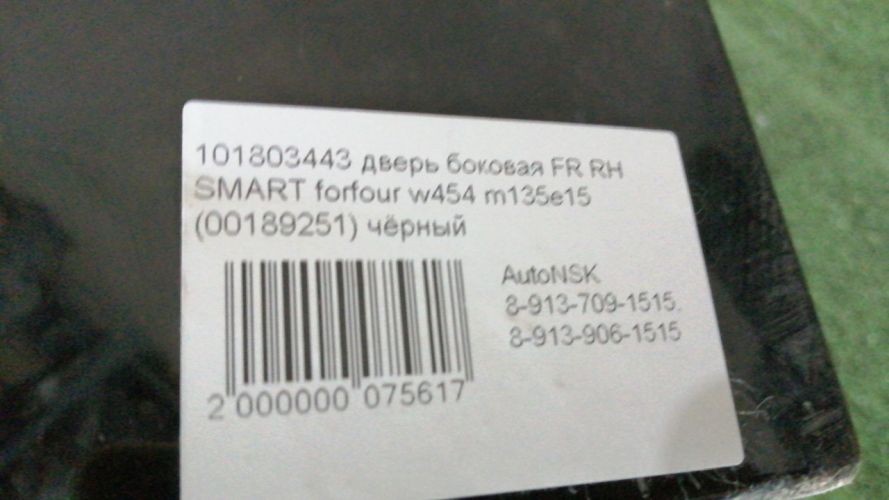 101803443 дверь боковая FR RH
SMART forfour w454 m135e15
(00189251) чёрный
AutoNSK
8-913-709-1515.
8-913-906-1515
2 000000 075617